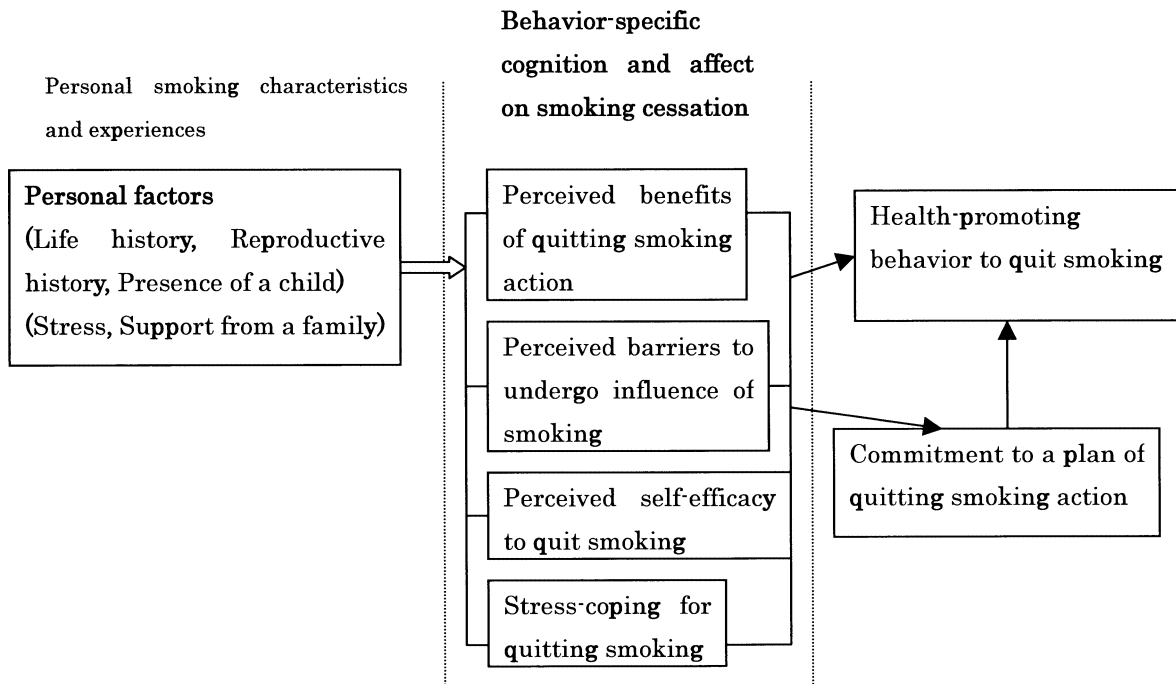 Personal smoking characteristics
and experiences
Personal factors
(Life history, Reproductive
history, Presence of a child)
(Stress, Support from a family)
Behavior-specific
cognition and affect
on smoking cessation
Perceived benefits
of quitting smoking
action
Perceived barriers to
undergo influence of
smoking
Perceived self-efficacy
to quit smoking
Stress-coping for
quitting smoking
Health-promoting
behavior to quit smoking
Commitment to a plan of
quitting smoking action